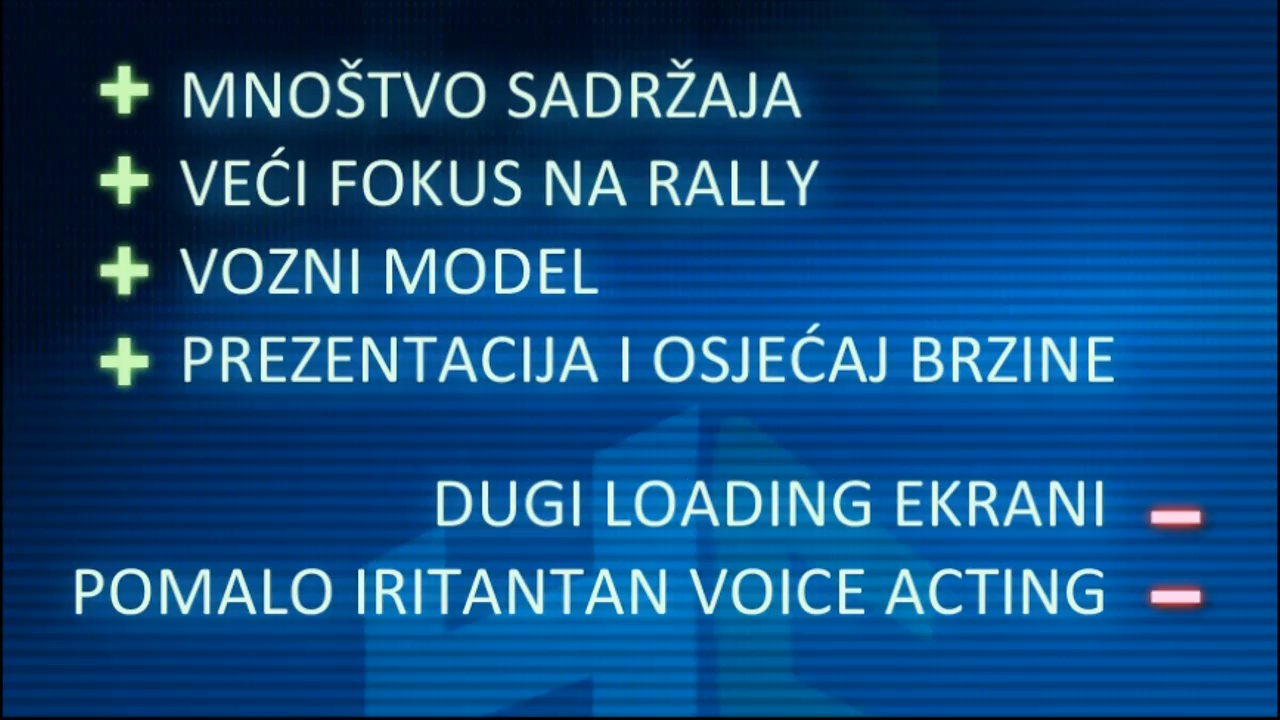 + MNOŠTVO SADRŽAJA
+ VEĆI FOKUS NA RALLY
+ VOZNI MODEL
+ PREZENTACIJA I OSJEĆAJ BRZINE
DUGI LOADING EKRANI -
POMALO IRITANTAN VOICE ACTING -